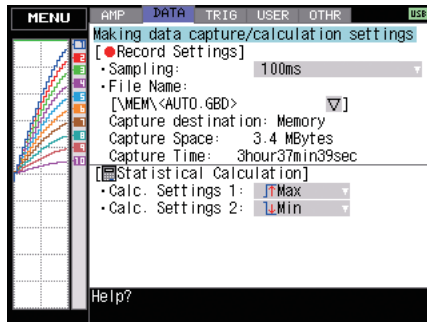 MENU AMP DATA TRIG USER OTHR USB
Making data capture/calculation settings
[●Record Settings]
・Sampling: 100ms
・File Name:
[\MEM\<AUTO.GBD> ▽]
Capture destination: Memory
Capture Space: 3.4 MBytes
Capture Time: 3hour37min39sec
[Statistical Calculation]
・Calc. Settings 1: Max
・Calc. Settings 2: Min
1
2
3
4
5
6
7
8
9
10
Help?